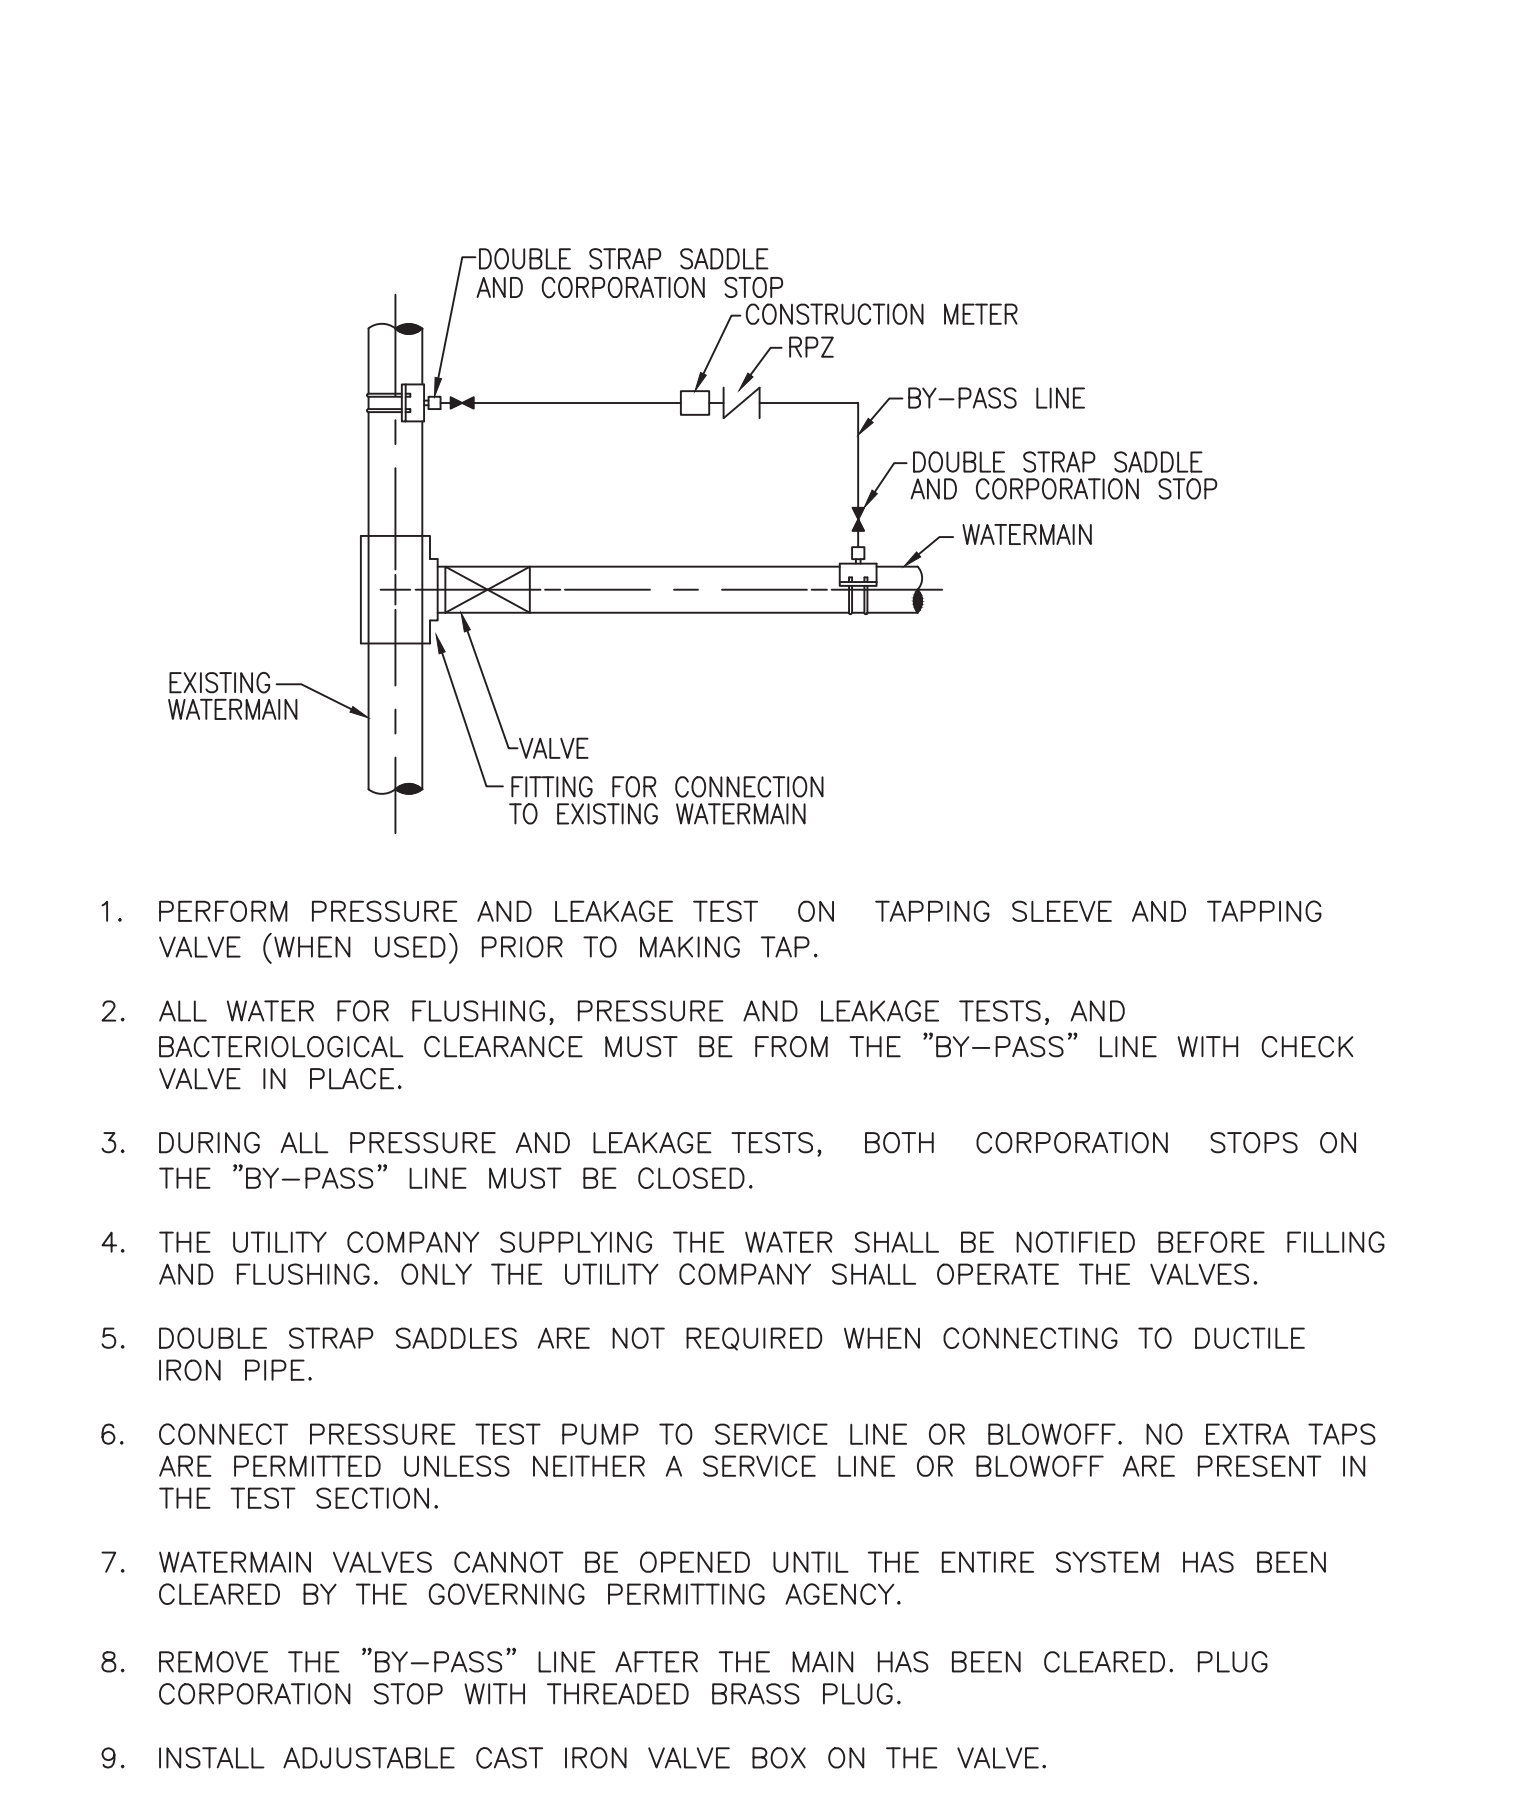 DOUBLE STRAP SADDLE
AND CORPORATION STOP
CONSTRUCTION METER
RPZ
BY-PASS LINE
DOUBLE STRAP SADDLE
AND CORPORATION STOP
WATERMAIN
EXISTING
WATERMAIN
VALVE
FITTING FOR CONNECTION
TO EXISTING WATERMAIN
1. PERFORM PRESSURE AND LEAKAGE TEST ON TAPPING SLEEVE AND TAPPING
VALVE (WHEN USED) PRIOR TO MAKING TAP.
2. ALL WATER FOR FLUSHING, PRESSURE AND LEAKAGE TESTS, AND
BACTERIOLOGICAL CLEARANCE MUST BE FROM THE "BY-PASS" LINE WITH CHECK
VALVE IN PLACE.
3. DURING ALL PRESSURE AND LEAKAGE TESTS, BOTH CORPORATION STOPS ON
THE "BY-PASS" LINE MUST BE CLOSED.
4. THE UTILITY COMPANY SUPPLYING THE WATER SHALL BE NOTIFIED BEFORE FILLING
AND FLUSHING. ONLY THE UTILITY COMPANY SHALL OPERATE THE VALVES.
5. DOUBLE STRAP SADDLES ARE NOT REQUIRED WHEN CONNECTING TO DUCTILE
IRON PIPE.
6. CONNECT PRESSURE TEST PUMP TO SERVICE LINE OR BLOWOFF. NO EXTRA TAPS
ARE PERMITTED UNLESS NEITHER A SERVICE LINE OR BLOWOFF ARE PRESENT IN
THE TEST SECTION.
7. WATERMAIN VALVES CANNOT BE OPENED UNTIL THE ENTIRE SYSTEM HAS BEEN
CLEARED BY THE GOVERNING PERMITTING AGENCY.
8. REMOVE THE "BY-PASS" LINE AFTER THE MAIN HAS BEEN CLEARED. PLUG
CORPORATION STOP WITH THREADED BRASS PLUG.
9. INSTALL ADJUSTABLE CAST IRON VALVE BOX ON THE VALVE.